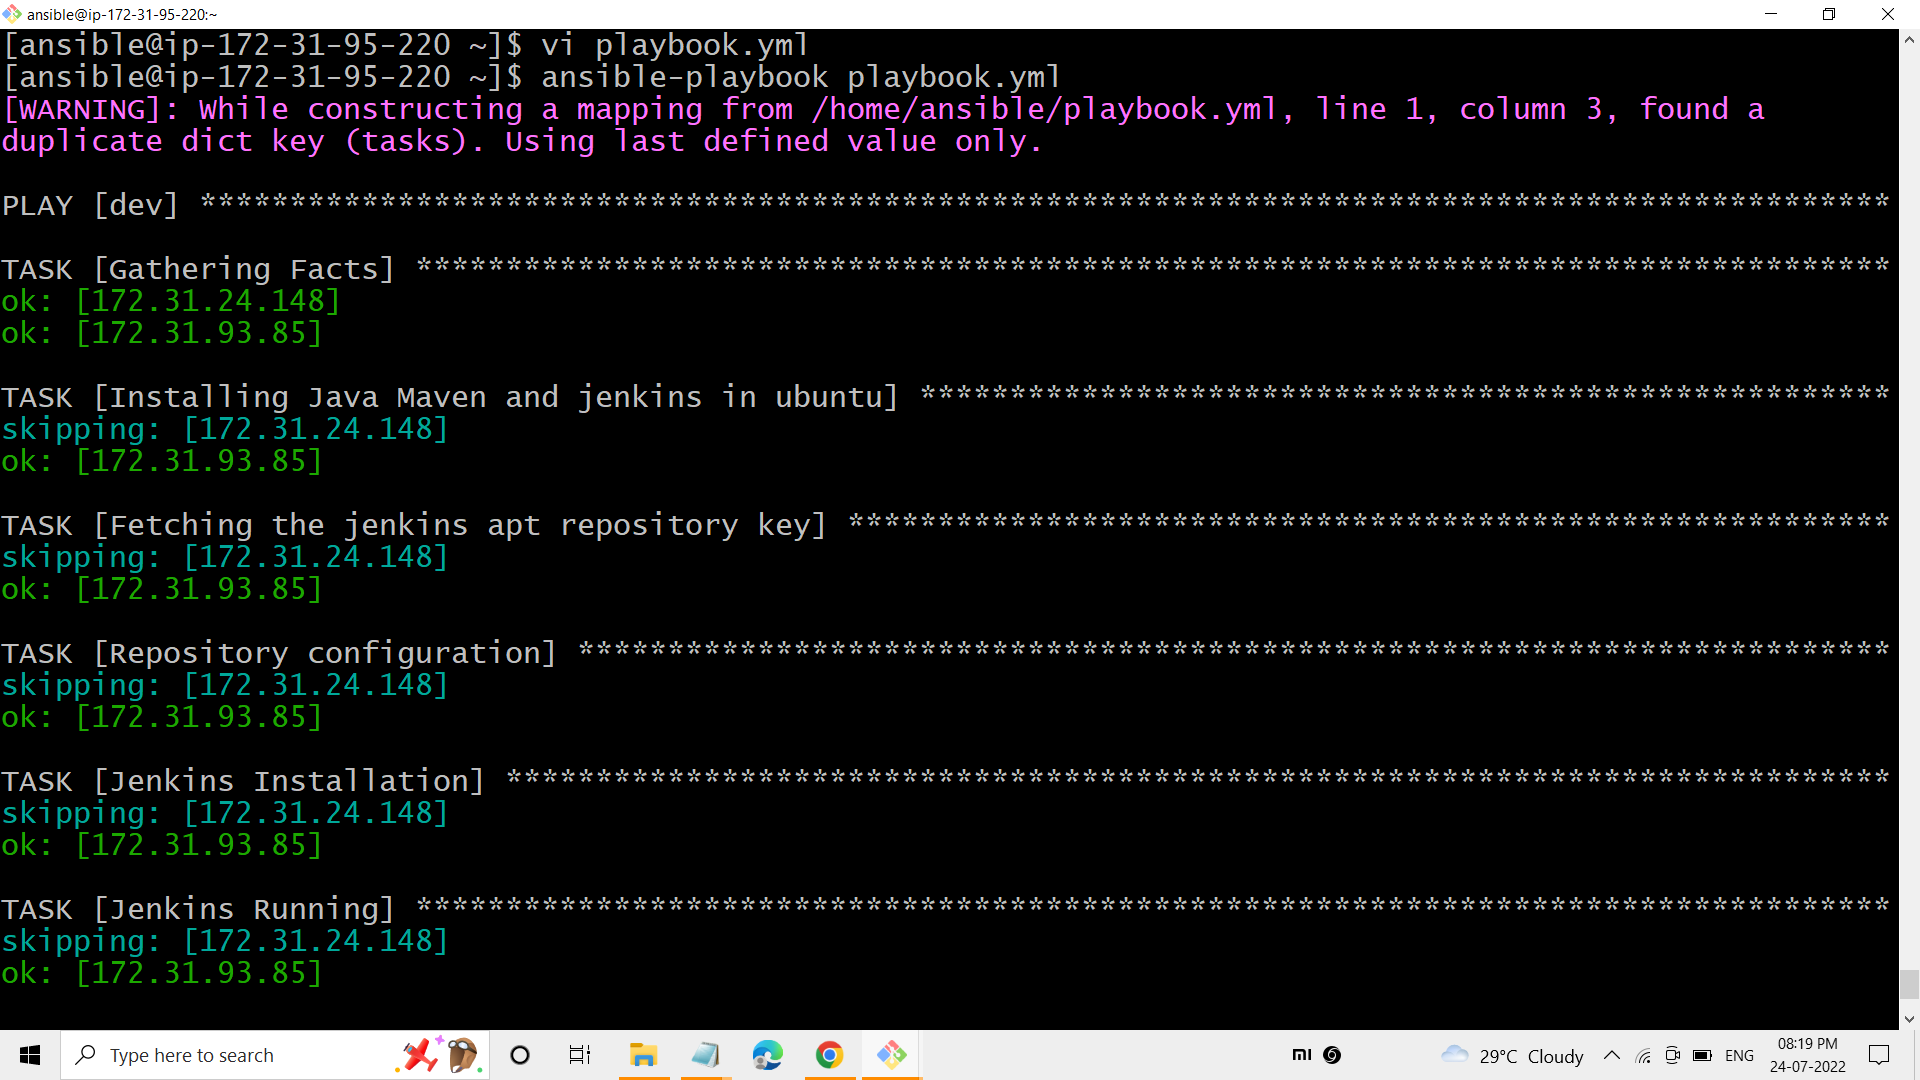 ansible@ip-172-31-95-220:~
[ansible@ip-172-31-95-220 ~]$ vi playbook.yml
[ansible@ip-172-31-95-220 ~]$ ansible-playbook playbook.yml
[WARNING]: While constructing a mapping from /home/ansible/playbook.yml, line 1, column 3, found a
duplicate dict key (tasks). Using last defined value only.
PLAY [dev] **********************************************************************************************
TASK [Gathering Facts] **********************************************************************************
ok: [172.31.24.148]
ok: [172.31.93.85]
TASK [Installing Java Maven and jenkins in ubuntu] ******************************************************
skipping: [172.31.24.148]
ok: [172.31.93.85]
TASK [Fetching the jenkins apt repository key] **********************************************************
skipping: [172.31.24.148]
ok: [172.31.93.85]
TASK [Repository configuration] *************************************************************************
skipping: [172.31.24.148]
ok: [172.31.93.85]
TASK [Jenkins Installation] *****************************************************************************
skipping: [172.31.24.148]
ok: [172.31.93.85]
TASK [Jenkins Running] **********************************************************************************
skipping: [172.31.24.148]
ok: [172.31.93.85]
Type here to search
29°C Cloudy
ENG
08:19 PM
24-07-2022